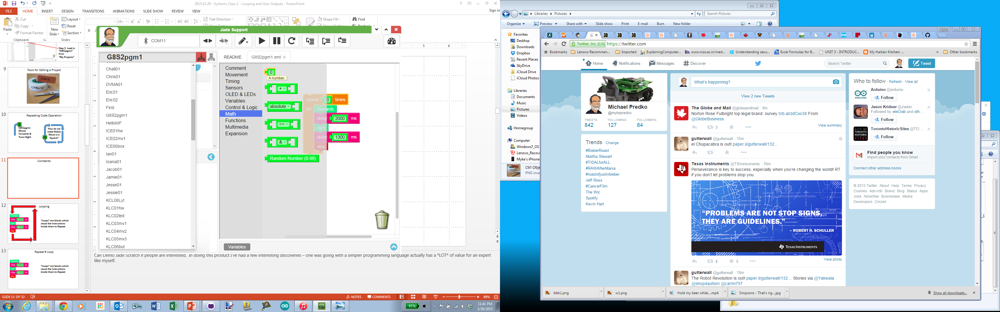 2015.03.29 - Systems Class 2 - Looping and User Outputs - PowerPoint
Sign in
FILE HOME INSERT DESIGN TRANSITIONS ANIMATIONS SLIDE SHOW REVIEW VIEW
Cut
Copy
Format Painter
Paste
Clipboard
New
Slide
Layout
Reset
Section
Slides
18+
Text Direction
Shape Fill
Find
Jade Support
COM11
G8S2pgm1
README
G8S2pgm1.xml
Chall01
Chris01
DVMA01
Eric01
Eric02
First
G8S2pgm1
HelloMF
ICE01hw
ICE02mv1
ICE06box
Ian01
Ioana01
Jacob01
Jamie01
Jesse01
Jessie01
KCL08Lyt
KLC01hw
KLC02led
KLC03mv1
KLC04mv2
KLC05mv3
KLC06but
Comment
Movement
Timing
Sensors
OLED & LEDs
Variables
Control & Logic
Math
Functions
Multimedia
Expansion
0
A number.
+
absolute
<<
&
Random Number (0-99)
repeat 0 times
do forwards
delay 2000 ms
right
delay 1300 ms
stop
Variables
Step 3. Load in
"G8S2pgm1"
from
"My Projects"
9
Tools for Editing a Project
CTRL-C
CTRL-V
CTRL-X
10
Repeating Code Operation
G8S2pgm1
Moves
Forwards &
Turns Right
How do we
make Robot
Move in a
Square?
11
Constants
12
Looping
"Loops" are blocks which
cause the Instructions
Inside them to Repeat
13
Repeat # Loop
"Loops" are blocks which
cause the Instructions
Inside them to Repeat
Can Demo Jade Scratch if people are interested. In doing this product I've had a few interesting discoveries – one was going with a simpler programming language actually has a *LOT* of value for an expert
like myself.
SLIDE 11 OF 32
NOTES COMMENTS
89%
95%
11:41 PM
3/30/2015
Libraries Pictures
Search Pictures
Organize Preview Share with Slide show Print E-mail Burn New folder
Favorites
Desktop
Downloads
Dropbox
Recent Places
SkyDrive
iCloud Drive
iCloud Photos
Libraries
Documents
Music
Pictures
Videos
Homegroup
Computer
Windows7_OS
Lenovo_Recove
Myke's iPhone
Ctrl Obje
PNG imag
Myke
Twitter, Inc. [US] https://twitter.com
Bookmarks Lenovo Recommen... Imported ExplainingComputer... www.nios.ac.in/med... Understanding secu... Excel Formulas for B... UNIT 3 - INTRODUC... My Haitian Kitchen: ... » Other bookmarks
Home Notifications Messages Discover
Search Twitter
Tweet
Michael Predko
@mykepredko
TWEETS FOLLOWING FOLLOWERS
842 127 84
Trends · Change
#BieberRoast
Martha Stewart
#TIDALforALL
#RAWAfterMania
#roastofjustinbieber
Jeff Ross
#CancerFilm
The Wiz
Spotify
Kevin Hart
What's happening?
View 2 new Tweets
The Globe and Mail @globeandmail · 9m
Norton Rose Fulbright top legal brand: survey trib.al/zdCxo38 From
@GlobeBusiness
3
View summary
gutterwall @gutterwall · 15m
el Chupacabra is out! paper.li/gutterwall/132...
Texas Instruments @TXInstruments · 16m
Perseverance is key to success, especially when you're changing the world! RT
if you don't let problems stop you.
"PROBLEMS ARE NOT STOP SIGNS,
THEY ARE GUIDELINES."
– ROBERT H. SCHULLER
TEXAS INSTRUMENTS
2 3
View photo
gutterwall @gutterwall · 18m
The Robot Revolution is out! paper.li/gutterwall/132... Stories via @Yakwala
@shop4autism @carmi797
Who to follow · Refresh · View all
Arduino @arduino
ARDUINO
Follow
Jason Kridner @Jadon
Followed by eleCrab and oth...
Follow
TorontoHistoricSites @TO...
CITY OF
TORONTO
HISTORIC
SITES
Follow
Find people you know
Import your contacts from Gmail
Connect other address books
© 2015 Twitter About Help Terms Privacy
Cookies Ads info Brand Blog Status Apps
Jobs Advertise Businesses Media
Developers Cricket
bbb1.png
w1.png
Hold my beer while....mp4
Simpsons - That's rig....jpg
Show all downloads...